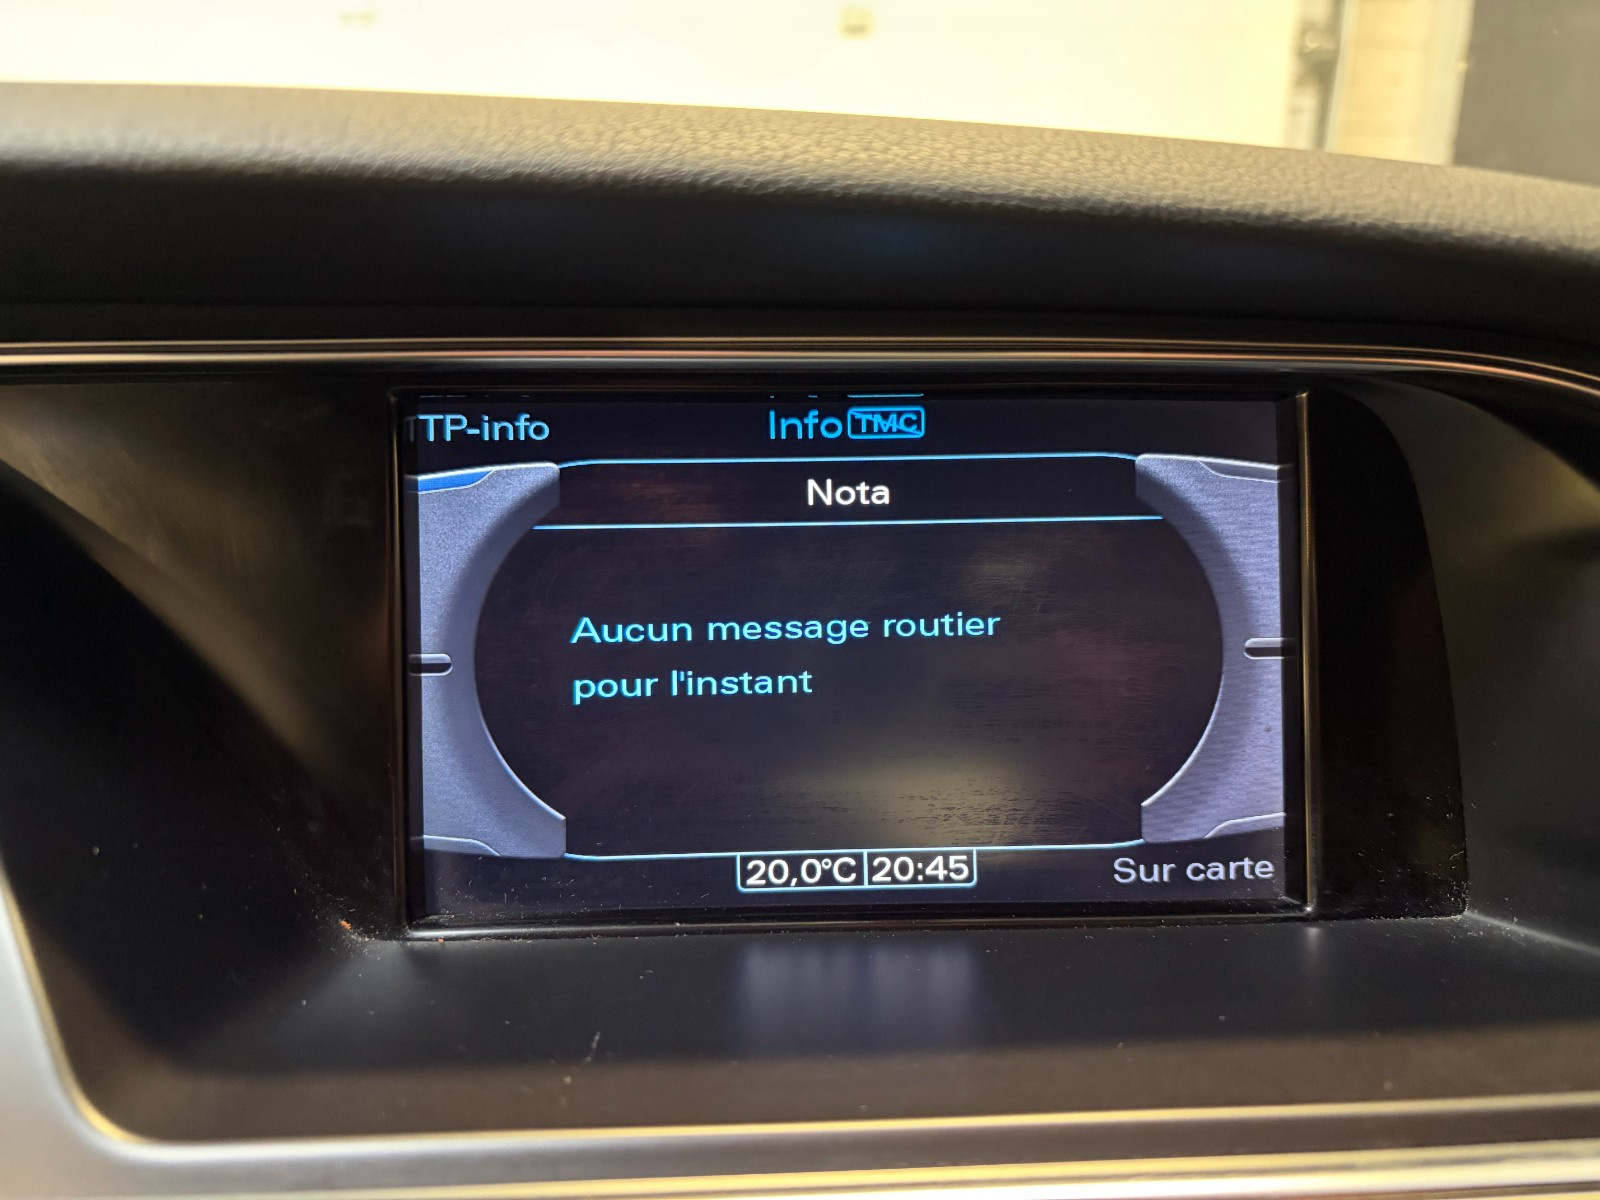 TP-info
Info TMC
Nota
Aucun message routier
pour l'instant
20,0°C 20:45
Sur carte